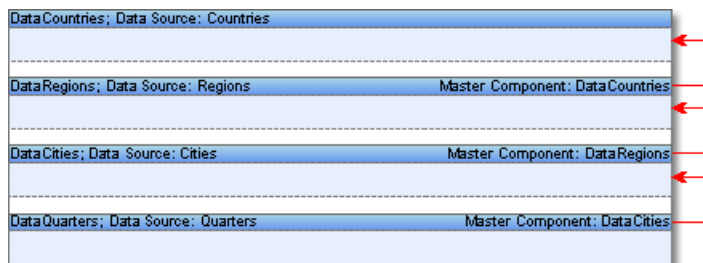 DataCountries; Data Source: Countries
DataRegions; Data Source: Regions Master Component: DataCountries
DataCities; Data Source: Cities Master Component: DataRegions
DataQuarters; Data Source: Quarters Master Component: DataCities